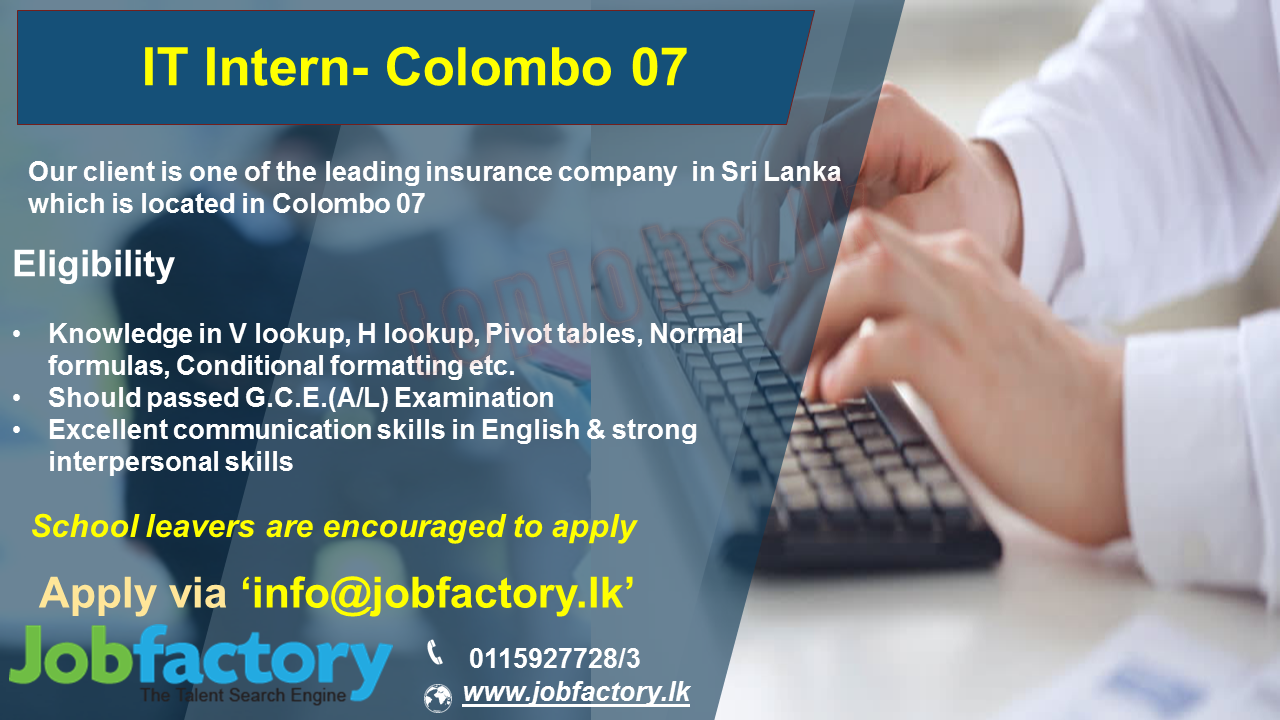 IT Intern- Colombo 07
Our client is one of the leading insurance company in Sri Lanka
which is located in Colombo 07
Eligibility
• Knowledge in V lookup, H lookup, Pivot tables, Normal
formulas, Conditional formatting etc.
• Should passed G.C.E.(A/L) Examination
• Excellent communication skills in English & strong
interpersonal skills
School leavers are encouraged to apply
Apply via ‘info@jobfactory.lk’
Jobfactory
The Talent Search Engine
0115927728/3
www.jobfactory.lk
topjobs.lk